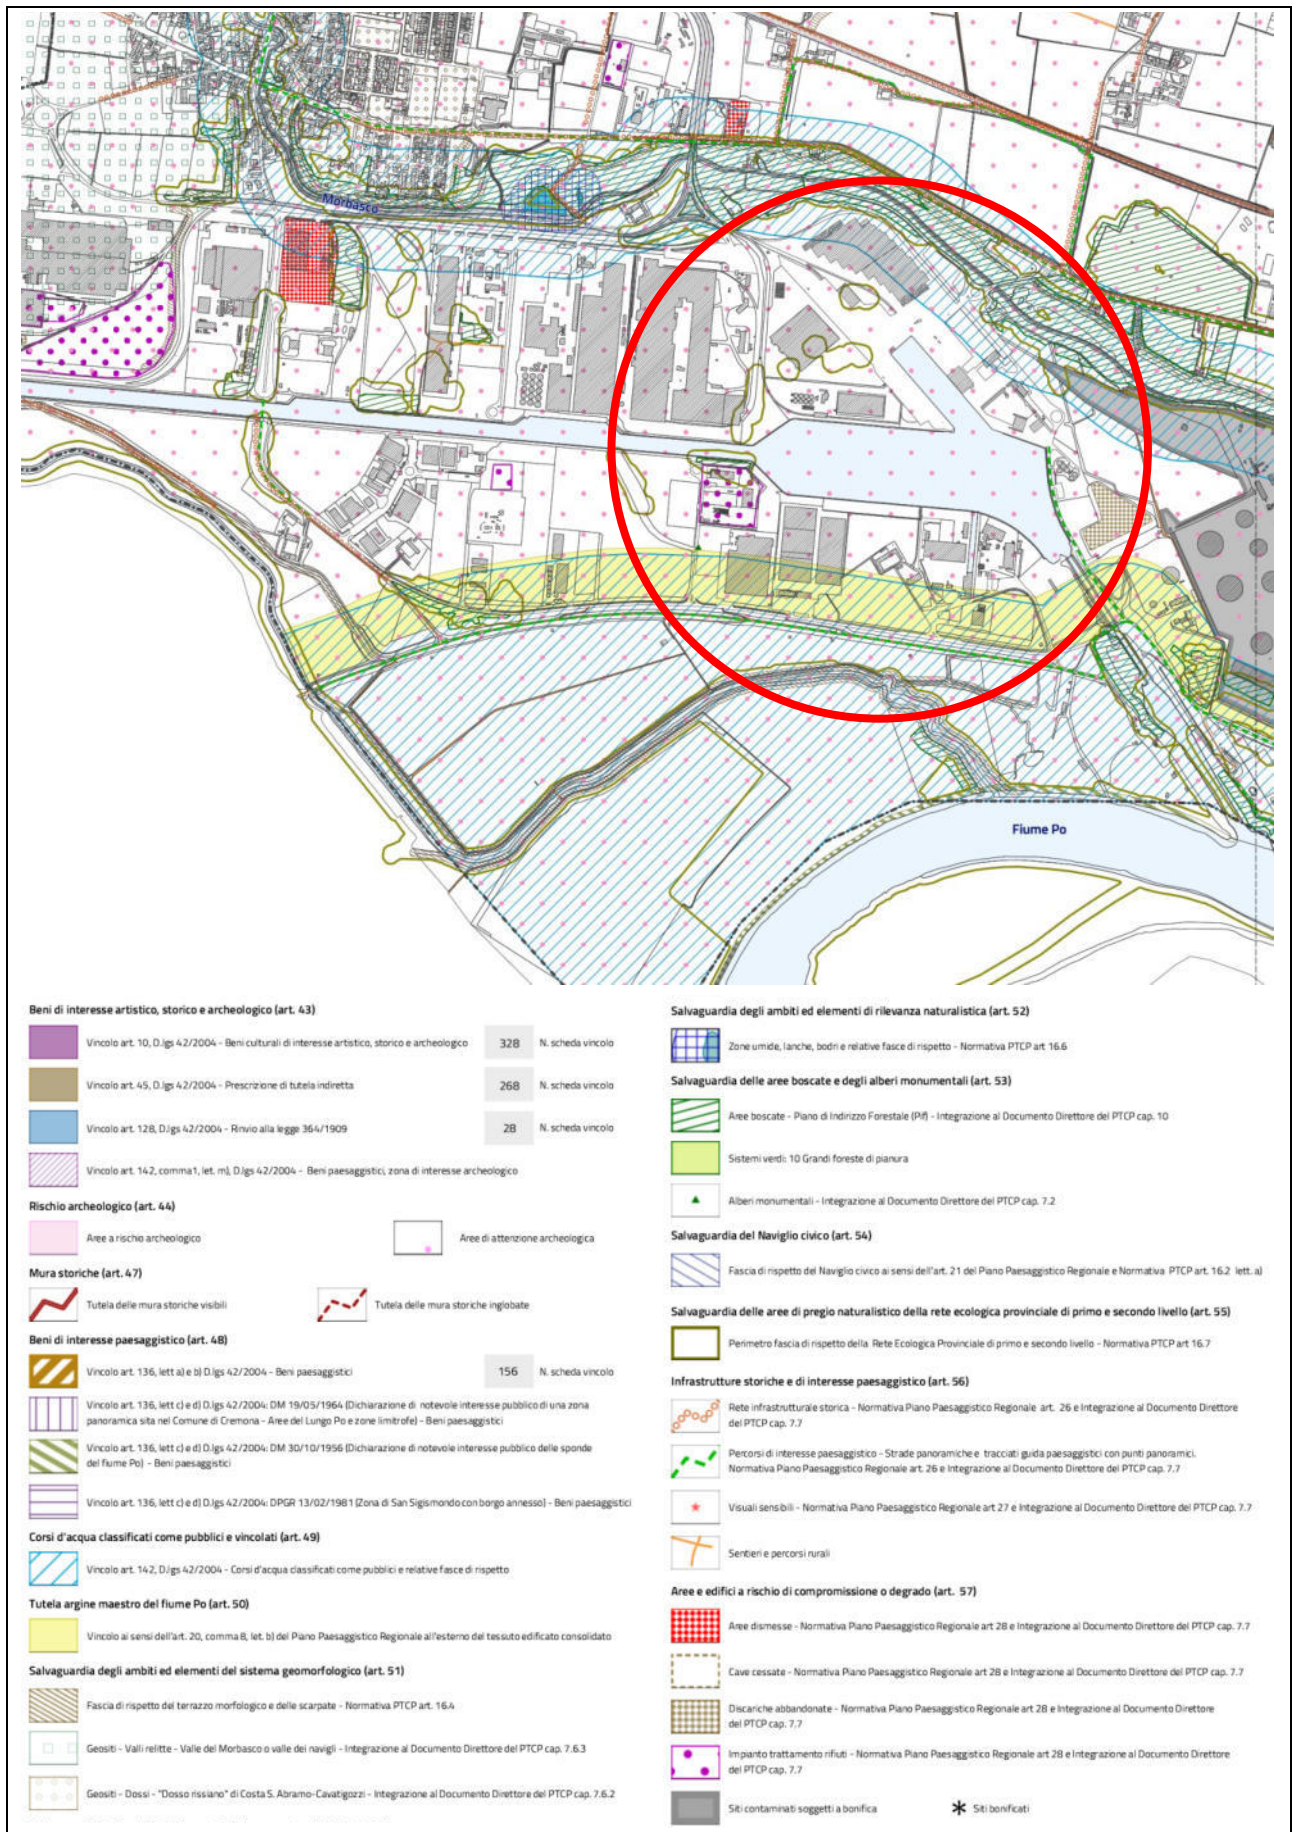 Morbasco
Fiume Po
Beni di interesse artistico, storico e archeologico (art. 43)
Vincolo art. 10, D.lgs 42/2004 - Beni culturali di interesse artistico, storico e archeologico
328 N. scheda vincolo
Vincolo art. 45, D.lgs 42/2004 - Prescrizione di tutela indiretta
268 N. scheda vincolo
Vincolo art. 128, D.lgs 42/2004 - Rinvio alla legge 364/1909
28 N. scheda vincolo
Vincolo art. 142, comma1, let. m), D.lgs 42/2004 - Beni paesaggistici, zona di interesse archeologico
Rischio archeologico (art. 44)
Aree a rischio archeologico
Aree di attenzione archeologica
Mura storiche (art. 47)
Tutela delle mura storiche visibili
Tutela delle mura storiche inglobate
Beni di interesse paesaggistico (art. 48)
Vincolo art. 136, lett a) e b) D.lgs 42/2004 - Beni paesaggistici
156 N. scheda vincolo
Vincolo art. 136, lett c) e d) D.lgs 42/2004: DM 19/05/1964 (Dichiarazione di notevole interesse pubblico di una zona
panoramica sita nel Comune di Cremona - Aree del Lungo Po e zone limitrofe) - Beni paesaggistici
Vincolo art. 136, lett c) e d) D.lgs 42/2004: DM 30/10/1956 (Dichiarazione di notevole interesse pubblico delle sponde
del fiume Po) - Beni paesaggistici
Vincolo art. 136, lett c) e d) D.lgs 42/2004: DPGR 13/02/1981 (Zona di San Sigismondo con borgo annesso) - Beni paesaggistici
Corsi d'acqua classificati come pubblici e vincolati (art. 49)
Vincolo art. 142, D.lgs 42/2004 - Corsi d'acqua classificati come pubblici e relative fasce di rispetto
Tutela argine maestro del fiume Po (art. 50)
Vincolo ai sensi dell'art. 20, comma 8, let. b) del Piano Paesaggistico Regionale all'esterno del tessuto edificato consolidato
Salvaguardia degli ambiti ed elementi del sistema geomorfologico (art. 51)
Fascia di rispetto del terrazzo morfologico e delle scarpate - Normativa PTCP art. 16.4
Geositi - Valli relitte - Valle del Morbasco o valle dei navigli - Integrazione al Documento Direttore del PTCP cap. 7.6.3
Geositi - Dossi - "Dosso rissiano" di Costa S. Abramo-Cavatigozzi - Integrazione al Documento Direttore del PTCP cap. 7.6.2
Salvaguardia degli ambiti ed elementi di rilevanza naturalistica (art. 52)
Zone umide, lanche, bodri e relative fasce di rispetto - Normativa PTCP art 16.6
Salvaguardia delle aree boscate e degli alberi monumentali (art. 53)
Aree boscate - Piano di Indirizzo Forestale (Pif) - Integrazione al Documento Direttore del PTCP cap. 10
Sistemi verdi: 10 Grandi foreste di pianura
Alberi monumentali - Integrazione al Documento Direttore del PTCP cap. 7.2
Salvaguardia del Naviglio civico (art. 54)
Fascia di rispetto del Naviglio civico ai sensi dell'art. 21 del Piano Paesaggistico Regionale e Normativa PTCP art. 16.2 lett. a)
Salvaguardia delle aree di pregio naturalistico della rete ecologica provinciale di primo e secondo livello (art. 55)
Perimetro fascia di rispetto della Rete Ecologica Provinciale di primo e secondo livello - Normativa PTCP art 16.7
Infrastrutture storiche e di interesse paesaggistico (art. 56)
Rete infrastrutturale storica - Normativa Piano Paesaggistico Regionale art. 26 e Integrazione al Documento Direttore
del PTCP cap. 7.7
Percorsi di interesse paesaggistico - Strade panoramiche e tracciati guida paesaggistici con punti panoramici.
Normativa Piano Paesaggistico Regionale art. 26 e Integrazione al Documento Direttore del PTCP cap. 7.7
Visuali sensibili - Normativa Piano Paesaggistico Regionale art 27 e Integrazione al Documento Direttore del PTCP cap. 7.7
Sentieri e percorsi rurali
Aree e edifici a rischio di compromissione o degrado (art. 57)
Aree dismesse - Normativa Piano Paesaggistico Regionale art 28 e Integrazione al Documento Direttore del PTCP cap. 7.7
Cave cessate - Normativa Piano Paesaggistico Regionale art 28 e Integrazione al Documento Direttore del PTCP cap. 7.7
Discariche abbandonate - Normativa Piano Paesaggistico Regionale art 28 e Integrazione al Documento Direttore
del PTCP cap. 7.7
Impianto trattamento rifiuti - Normativa Piano Paesaggistico Regionale art 28 e Integrazione al Documento Direttore
del PTCP cap. 7.7
Siti contaminati soggetti a bonifica
Siti bonificati